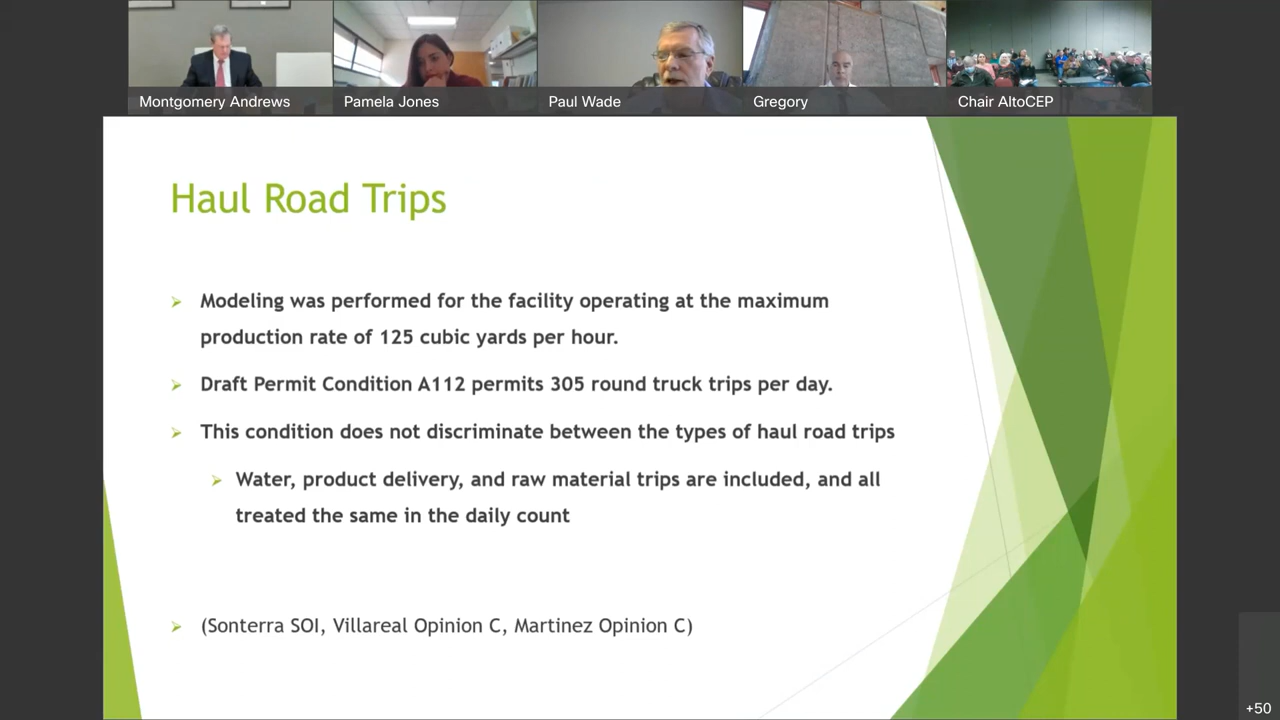 Montgomery Andrews
Pamela Jones
Paul Wade
Gregory
Chair AltoCEP
Haul Road Trips
Modeling was performed for the facility operating at the maximum
production rate of 125 cubic yards per hour.
Draft Permit Condition A112 permits 305 round truck trips per day.
This condition does not discriminate between the types of haul road trips
Water, product delivery, and raw material trips are included, and all
treated the same in the daily count
(Sonterra SOI, Villareal Opinion C, Martinez Opinion C)
+50